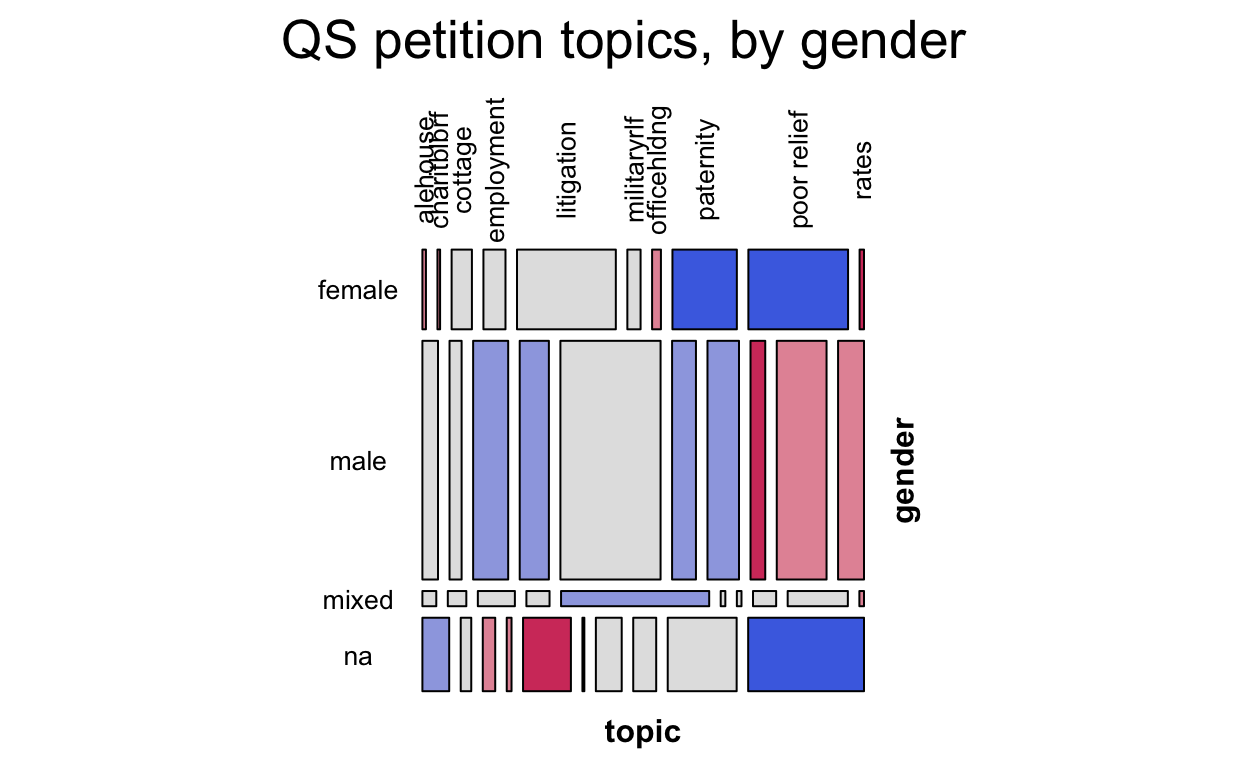 QS petition topics, by gender
alehouse
charitblbrf
cottage
employment
litigation
militaryrlf
officehldng
paternity
poor relief
rates
female
male
mixed
na
gender
topic